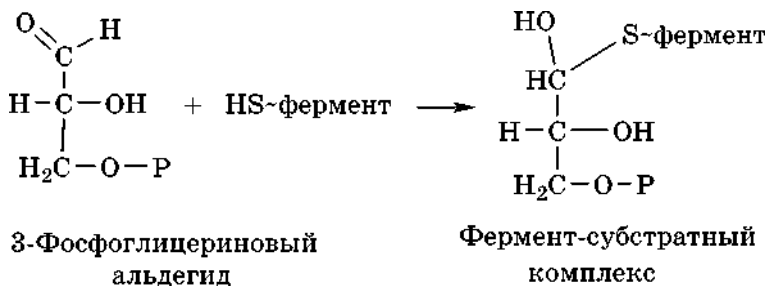 O H HO S~фермент
C HC
H–C–OH + HS~фермент → H–C–OH
H₂C–O–P H₂C–O–P
3-Фосфоглицериновый Фермент-субстратный
альдегид комплекс